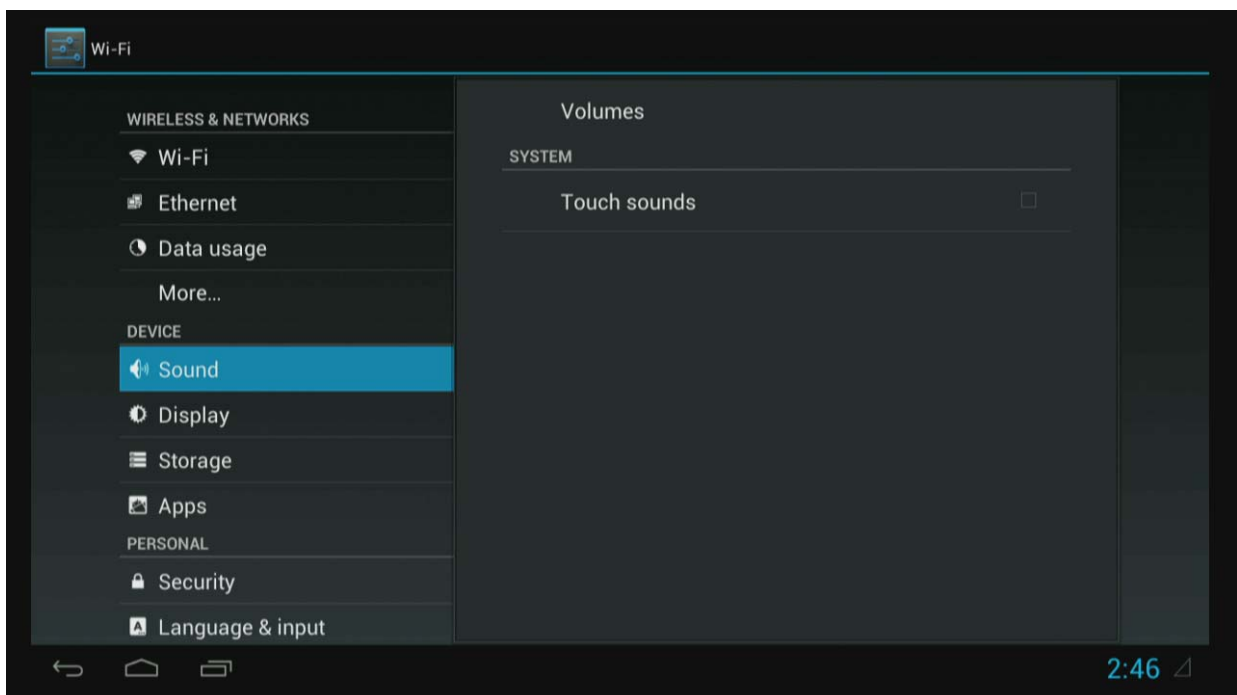 Wi-Fi
WIRELESS & NETWORKS
Wi-Fi
Ethernet
Data usage
More...
DEVICE
Sound
Display
Storage
Apps
PERSONAL
Security
Language & input
Volumes
SYSTEM
Touch sounds
2:46